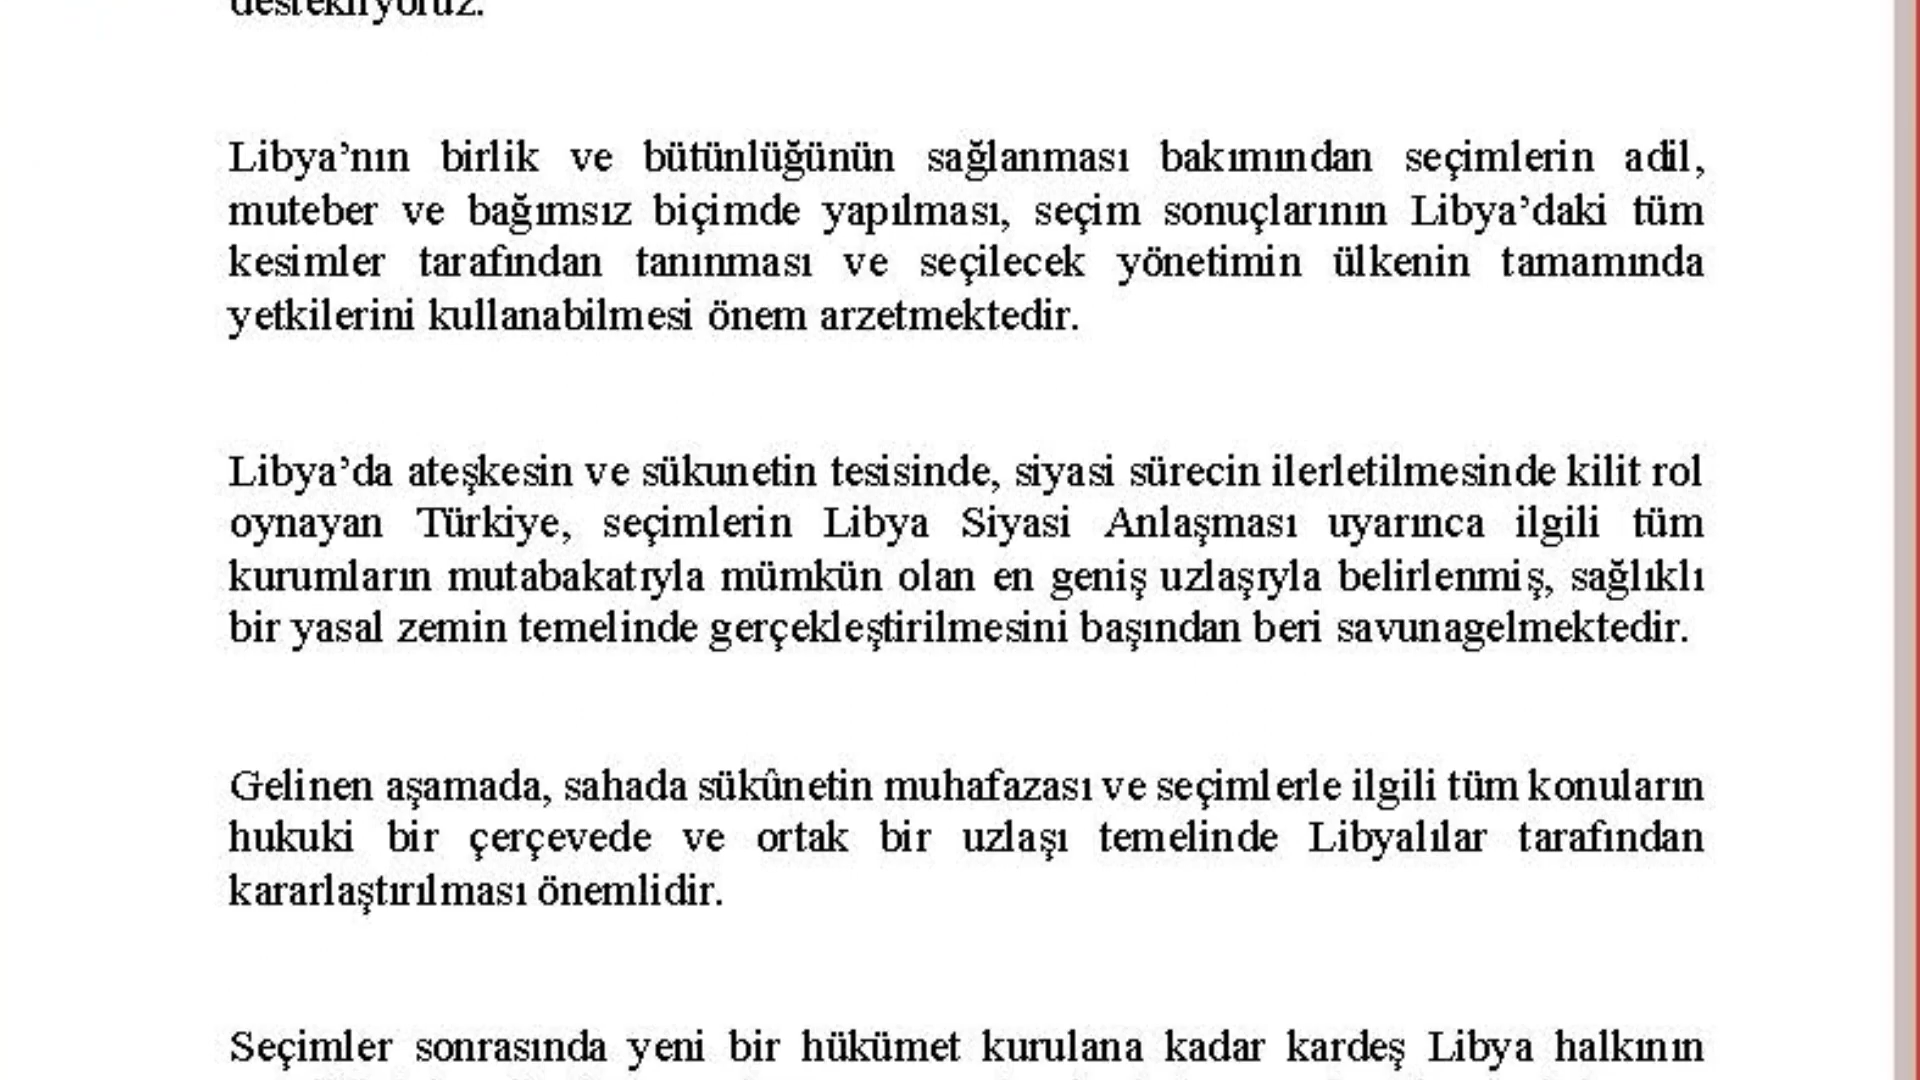 destekliyoruz.
Libya’nın birlik ve bütünlüğünün sağlanması bakımından seçimlerin adil,
muteber ve bağımsız biçimde yapılması, seçim sonuçlarının Libya’daki tüm
kesimler tarafından tanınması ve seçilecek yönetimin ülkenin tamamında
yetkilerini kullanabilmesi önem arzetmektedir.
Libya’da ateşkesin ve sükunetin tesisinde, siyasi sürecin ilerletilmesinde kilit rol
oynayan Türkiye, seçimlerin Libya Siyasi Anlaşması uyarınca ilgili tüm
kurumların mutabakatıyla mümkün olan en geniş uzlaşıyla belirlenmiş, sağlıklı
bir yasal zemin temelinde gerçekleştirilmesini başından beri savunagelmektedir.
Gelinen aşamada, sahada sükûnetin muhafazası ve seçimlerle ilgili tüm konuların
hukuki bir çerçevede ve ortak bir uzlaşı temelinde Libyalılar tarafından
kararlaştırılması önemlidir.
Seçimler sonrasında yeni bir hükümet kurulana kadar kardeş Libya halkının